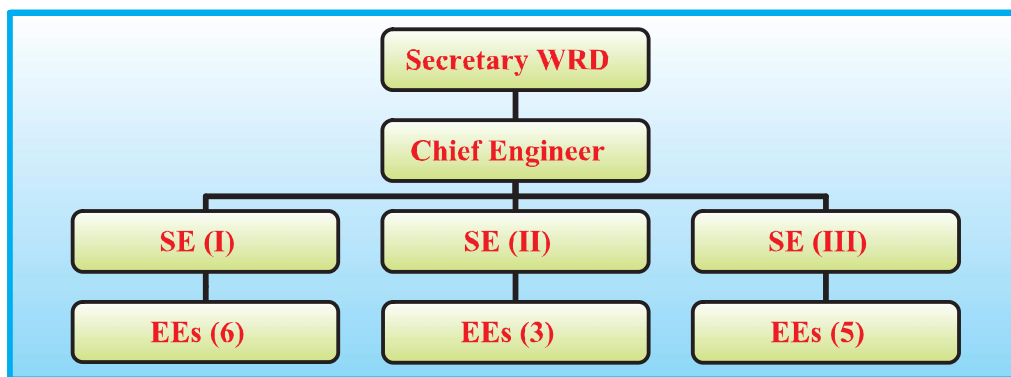 Secretary WRD
Chief Engineer
SE (I)
SE (II)
SE (III)
EEs (6)
EEs (3)
EEs (5)